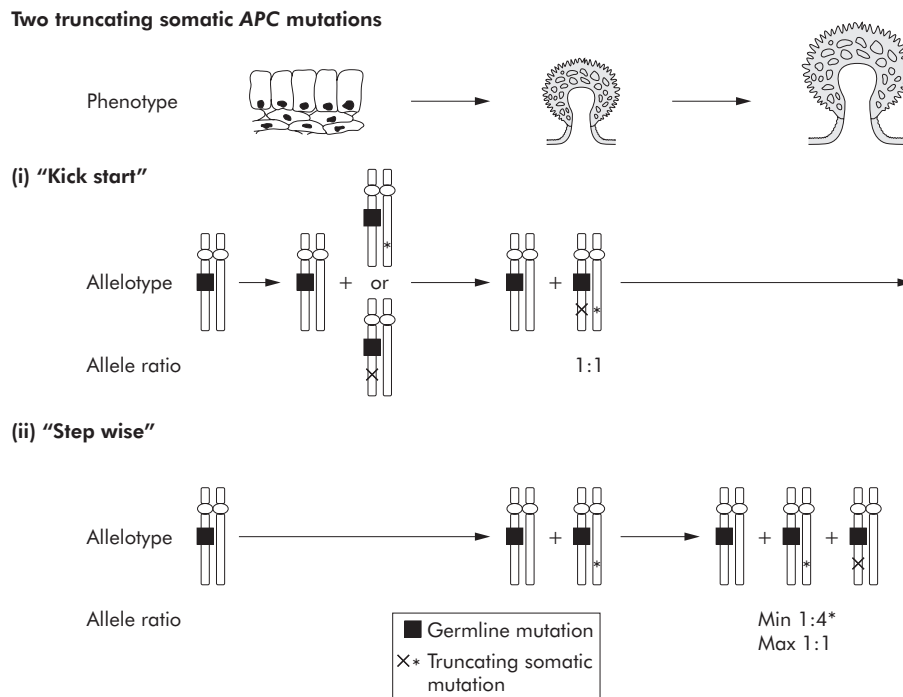 Two truncating somatic APC mutations
Phenotype
(i) “Kick start”
Allelotype
+
or
+
*
*
Allele ratio
1:1
(ii) “Step wise”
Allelotype
+
*
+
*
+
Allele ratio
Min 1:4*
Max 1:1
Germline mutation
×* Truncating somatic
mutation